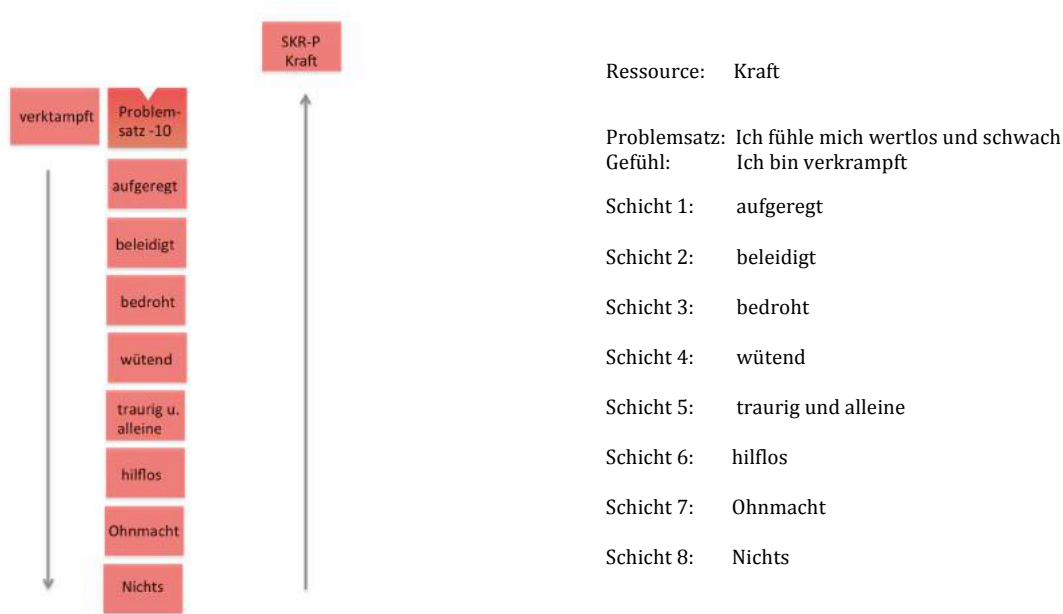 SKR-P
Kraft
verktampft
Problem-
satz -10
aufgeregt
beleidigt
bedroht
wütend
traurig u.
alleine
hilflos
Ohnmacht
Nichts
Ressource: Kraft
Problemsatz: Ich fühle mich wertlos und schwach
Gefühl: Ich bin verkrampft
Schicht 1: aufgeregt
Schicht 2: beleidigt
Schicht 3: bedroht
Schicht 4: wütend
Schicht 5: traurig und alleine
Schicht 6: hilflos
Schicht 7: Ohnmacht
Schicht 8: Nichts